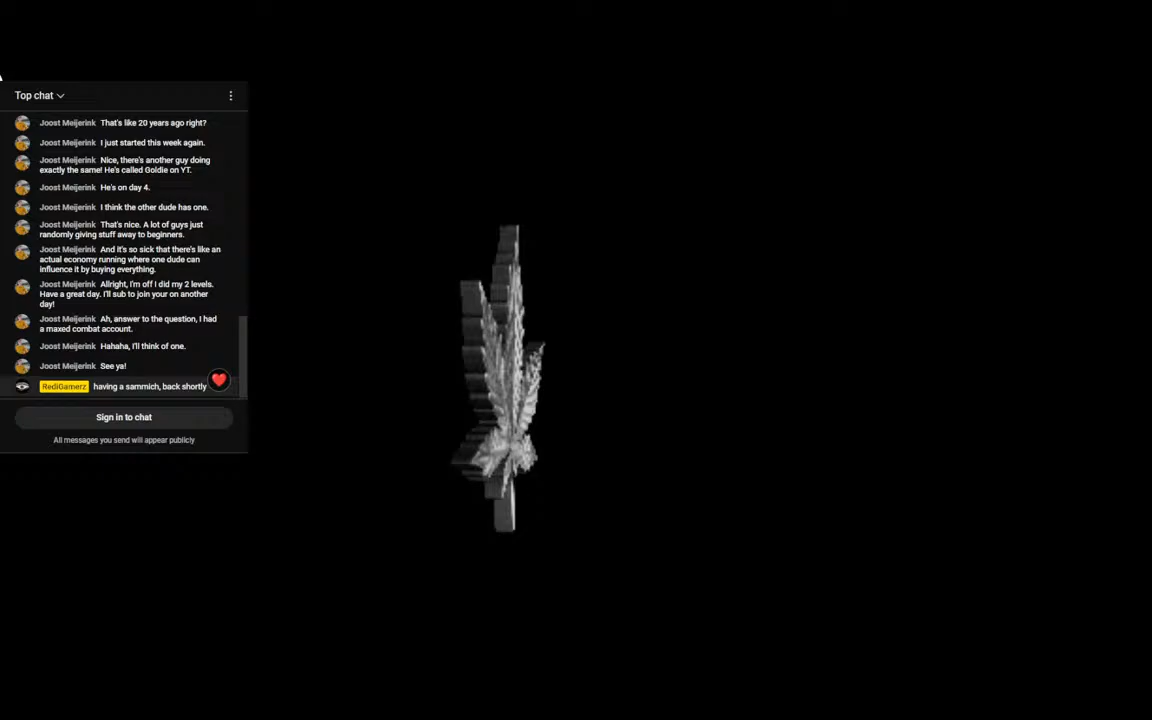 Top chat
Joost Meijerink That's like 20 years ago right?
Joost Meijerink I just started this week again.
Joost Meijerink Nice, there's another guy doing
exactly the same! He's called Goldie on YT.
Joost Meijerink He's on day 4.
Joost Meijerink I think the other dude has one.
Joost Meijerink That's nice. A lot of guys just
randomly giving stuff away to beginners.
Joost Meijerink And it's so sick that there's like an
actual economy running where one dude can
influence it by buying everything.
Joost Meijerink Allright, I'm off I did my 2 levels.
Have a great day. I'll sub to join your on another
day!
Joost Meijerink Ah, answer to the question, I had
a maxed combat account.
Joost Meijerink Hahaha, I'll think of one.
Joost Meijerink See ya!
RediGamerz having a sammich, back shortly
Sign in to chat
All messages you send will appear publicly